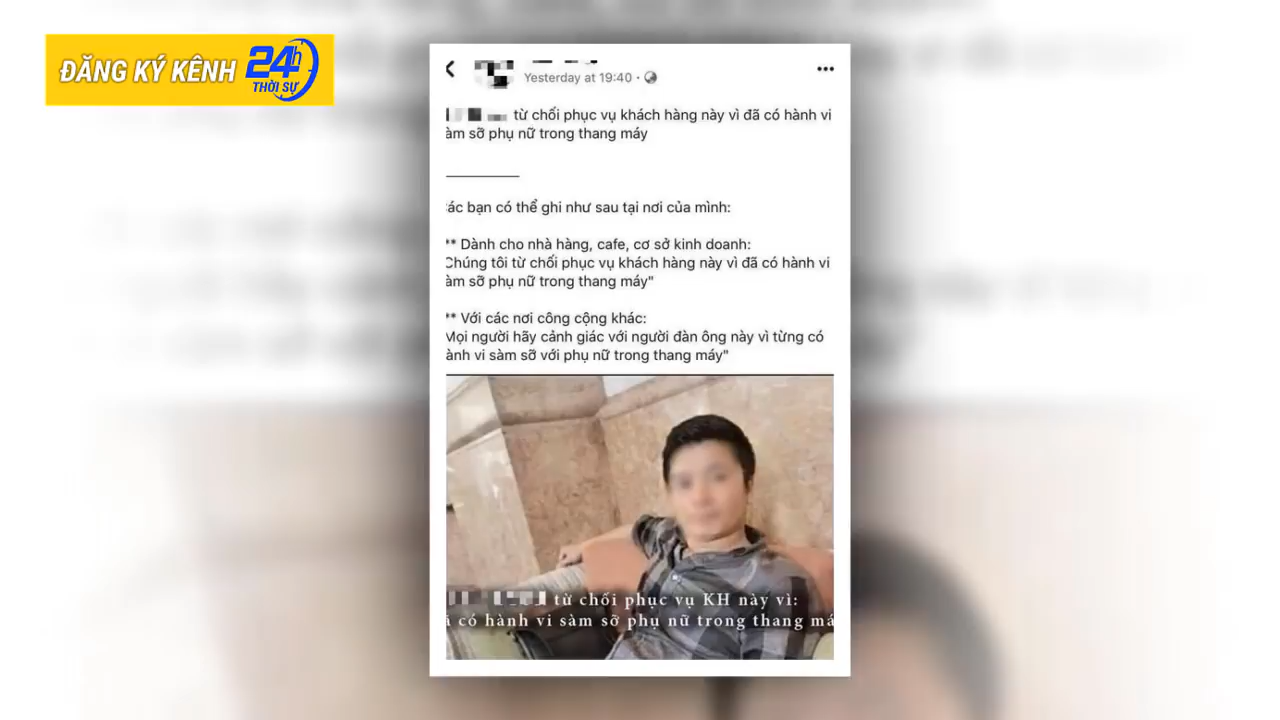 ĐĂNG KÝ KÊNH 24h
THỜI SỰ
Yesterday at 19:40
từ chối phục vụ khách hàng này vì đã có hành vi
àm sỡ phụ nữ trong thang máy
ác bạn có thể ghi như sau tại nơi của mình:
** Dành cho nhà hàng, cafe, cơ sở kinh doanh:
Chúng tôi từ chối phục vụ khách hàng này vì đã có hành vi
àm sỡ phụ nữ trong thang máy"
** Với các nơi công cộng khác:
Mọi người hãy cảnh giác với người đàn ông này vì từng có
ành vi sàm sỡ với phụ nữ trong thang máy"
từ chối phục vụ KH này vì:
ã có hành vi sàm sỡ phụ nữ trong thang má